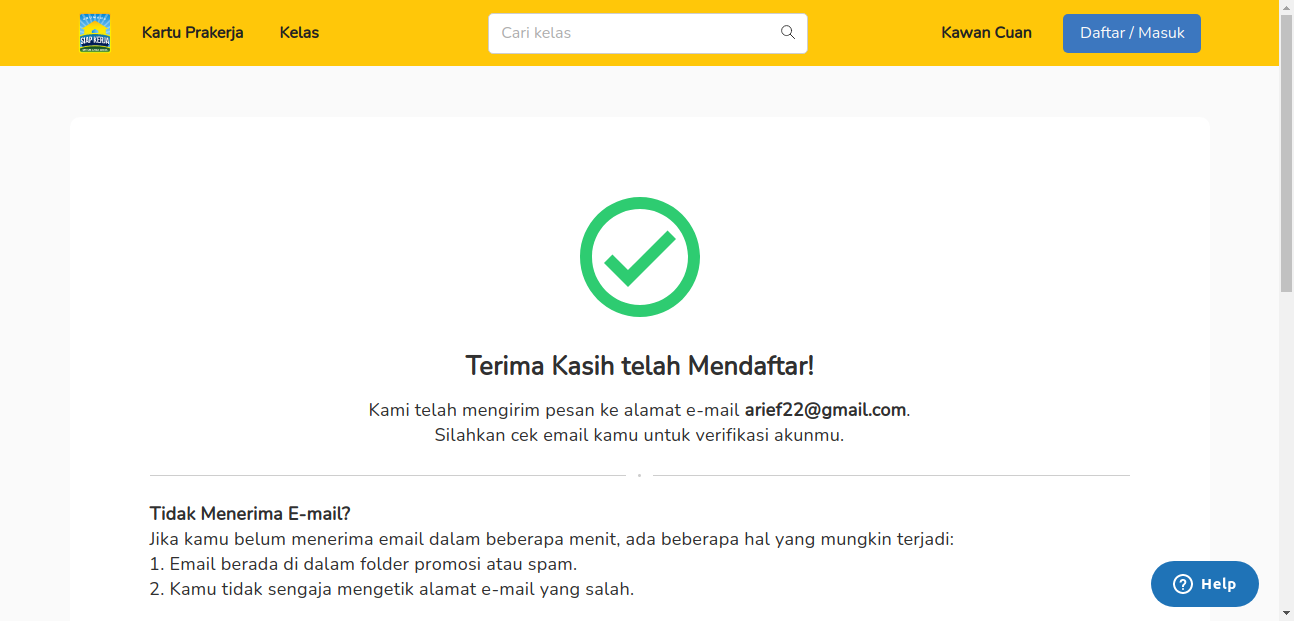 SIAP KERJA
Kartu Prakerja
Kelas
Cari kelas
Kawan Cuan
Daftar / Masuk
Terima Kasih telah Mendaftar!
Kami telah mengirim pesan ke alamat e-mail arief22@gmail.com.
Silahkan cek email kamu untuk verifikasi akunmu.
Tidak Menerima E-mail?
Jika kamu belum menerima email dalam beberapa menit, ada beberapa hal yang mungkin terjadi:
1. Email berada di dalam folder promosi atau spam.
2. Kamu tidak sengaja mengetik alamat e-mail yang salah.
Help